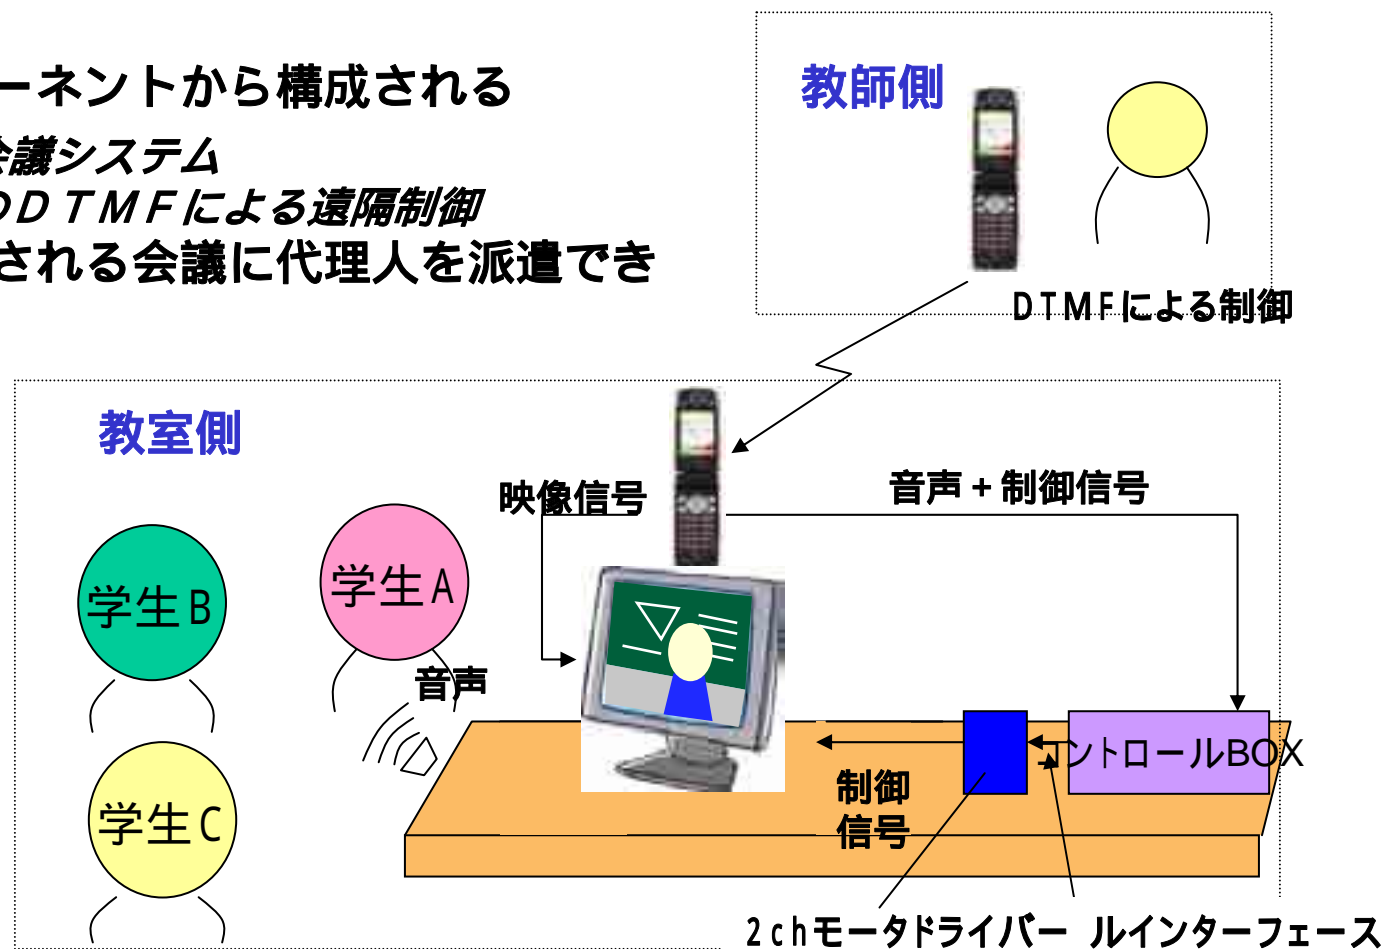 ーネントから構成される
会議システム
のDTMFによる遠隔制御
される会議に代理人を派遣でき
教師側
DTMFによる制御
教室側
映像信号
音声+制御信号
学生B
学生A
音声
学生C
コントロールBOX
制御
信号
2chモータドライバー
ルインターフェース